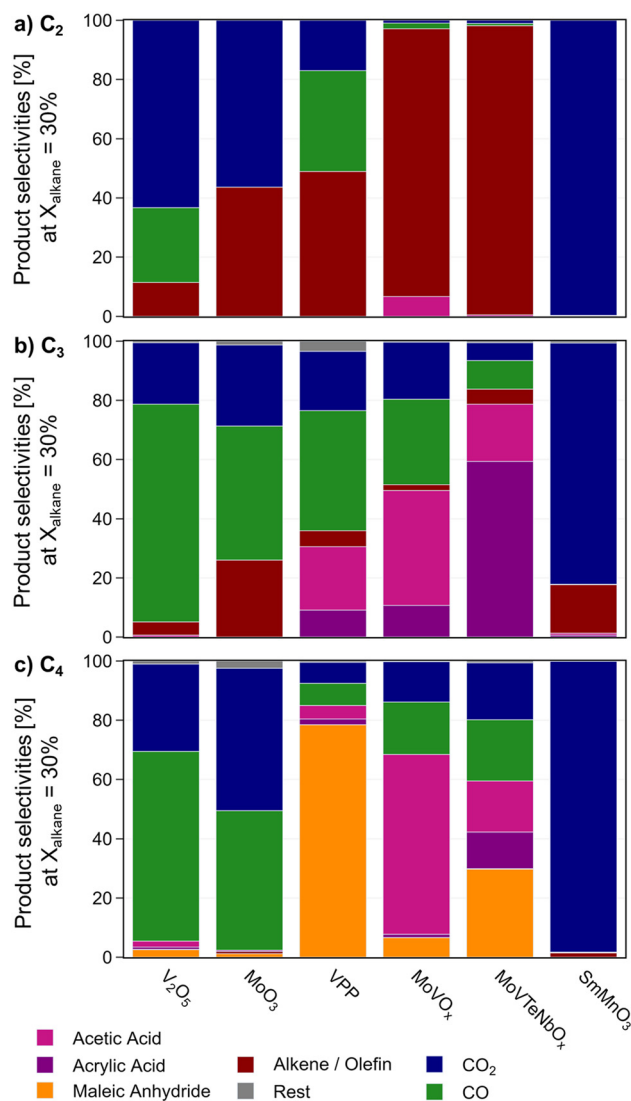 a) C₂
Product selectivities [%]
at Xalkane = 30%
100
80
60
40
20
0
b) C₃
Product selectivities [%]
at Xalkane = 30%
100
80
60
40
20
0
c) C₄
Product selectivities [%]
at Xalkane = 30%
100
80
60
40
20
0
V₂O₅
MoO₃
VPP
MoVOₓ
MoVTeNbOₓ
SmMnO₃
Acetic Acid
Acrylic Acid
Alkene / Olefin
CO₂
Maleic Anhydride
Rest
CO